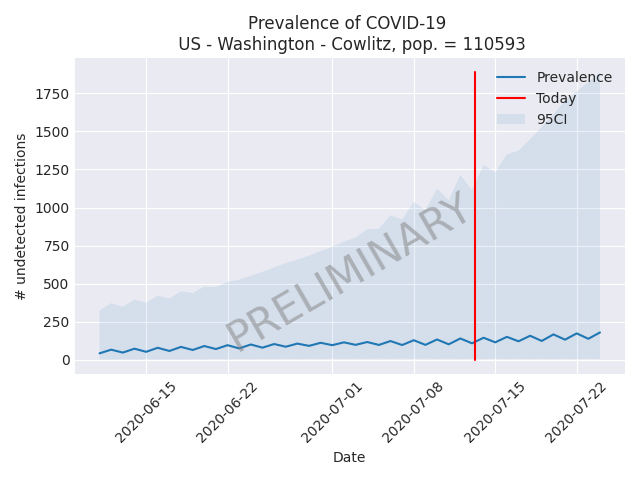 Prevalence of COVID-19
US - Washington - Cowlitz, pop. = 110593
Prevalence
Today
95CI
# undetected infections
1750
1500
1250
1000
750
500
250
0
PRELIMINARY
2020-06-15
2020-06-22
2020-07-01
2020-07-08
2020-07-15
2020-07-22
Date